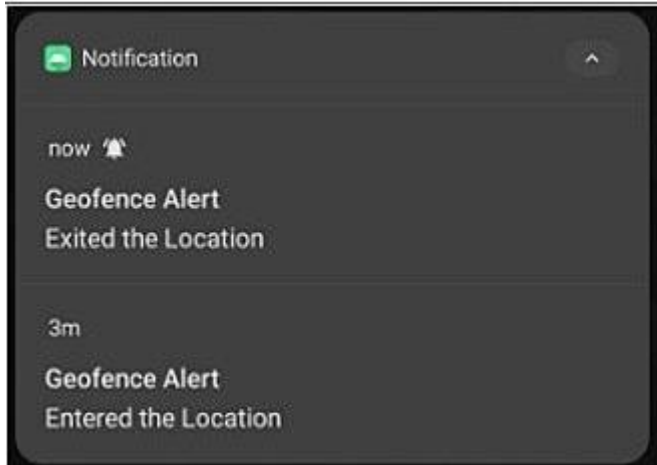 Notification
now
Geofence Alert
Exited the Location
3m
Geofence Alert
Entered the Location